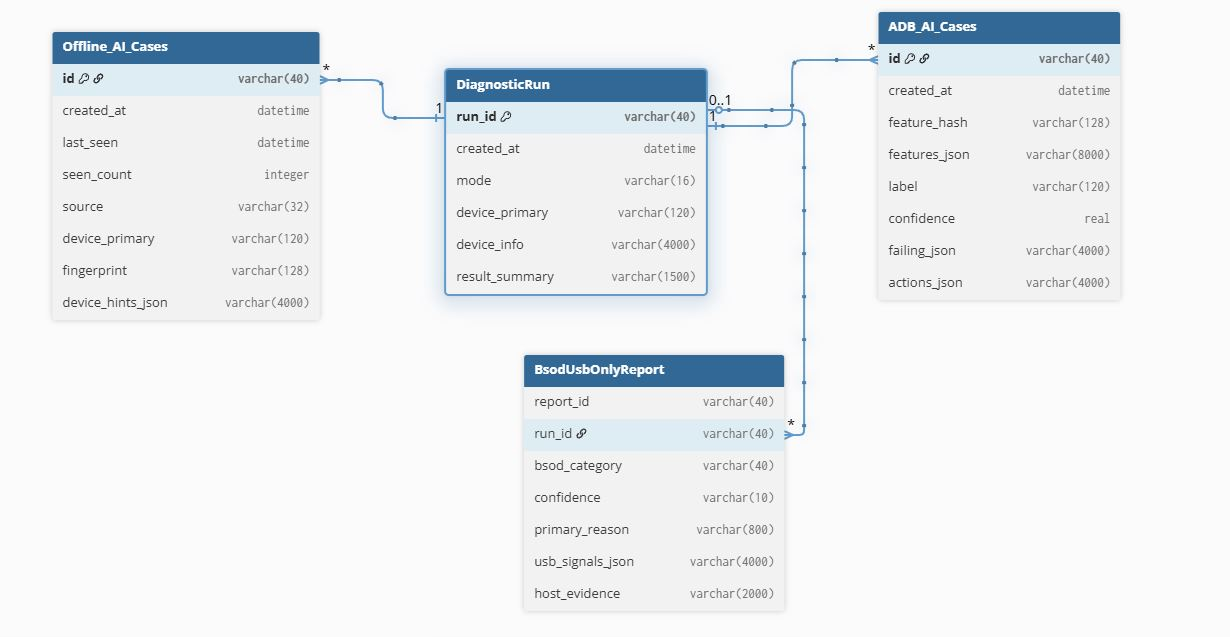 Offline_AI_Cases
id varchar(40)
created_at datetime
last_seen datetime
seen_count integer
source varchar(32)
device_primary varchar(120)
fingerprint varchar(128)
device_hints_json varchar(4000)
*
1
DiagnosticRun
run_id varchar(40)
created_at datetime
mode varchar(16)
device_primary varchar(120)
device_info varchar(4000)
result_summary varchar(1500)
0..1
1
*
ADB_AI_Cases
id varchar(40)
created_at datetime
feature_hash varchar(128)
features_json varchar(8000)
label varchar(120)
confidence real
failing_json varchar(4000)
actions_json varchar(4000)
BsodUsbOnlyReport
report_id varchar(40)
run_id varchar(40)
bsod_category varchar(40)
confidence varchar(10)
primary_reason varchar(800)
usb_signals_json varchar(4000)
host_evidence varchar(2000)
*